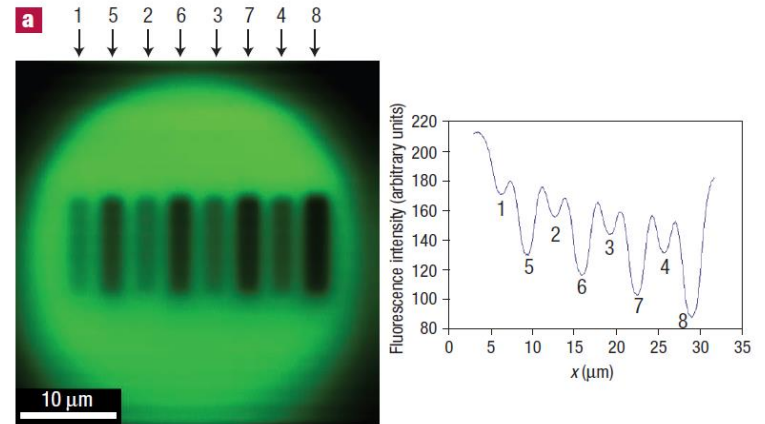 a
1 5 2 6 3 7 4 8
10 μm
Fluorescence intensity (arbitrary units)
220
200
180
160
140
120
100
80
1
5
2
6
3
7
4
8
0 5 10 15 20 25 30 35
x (μm)